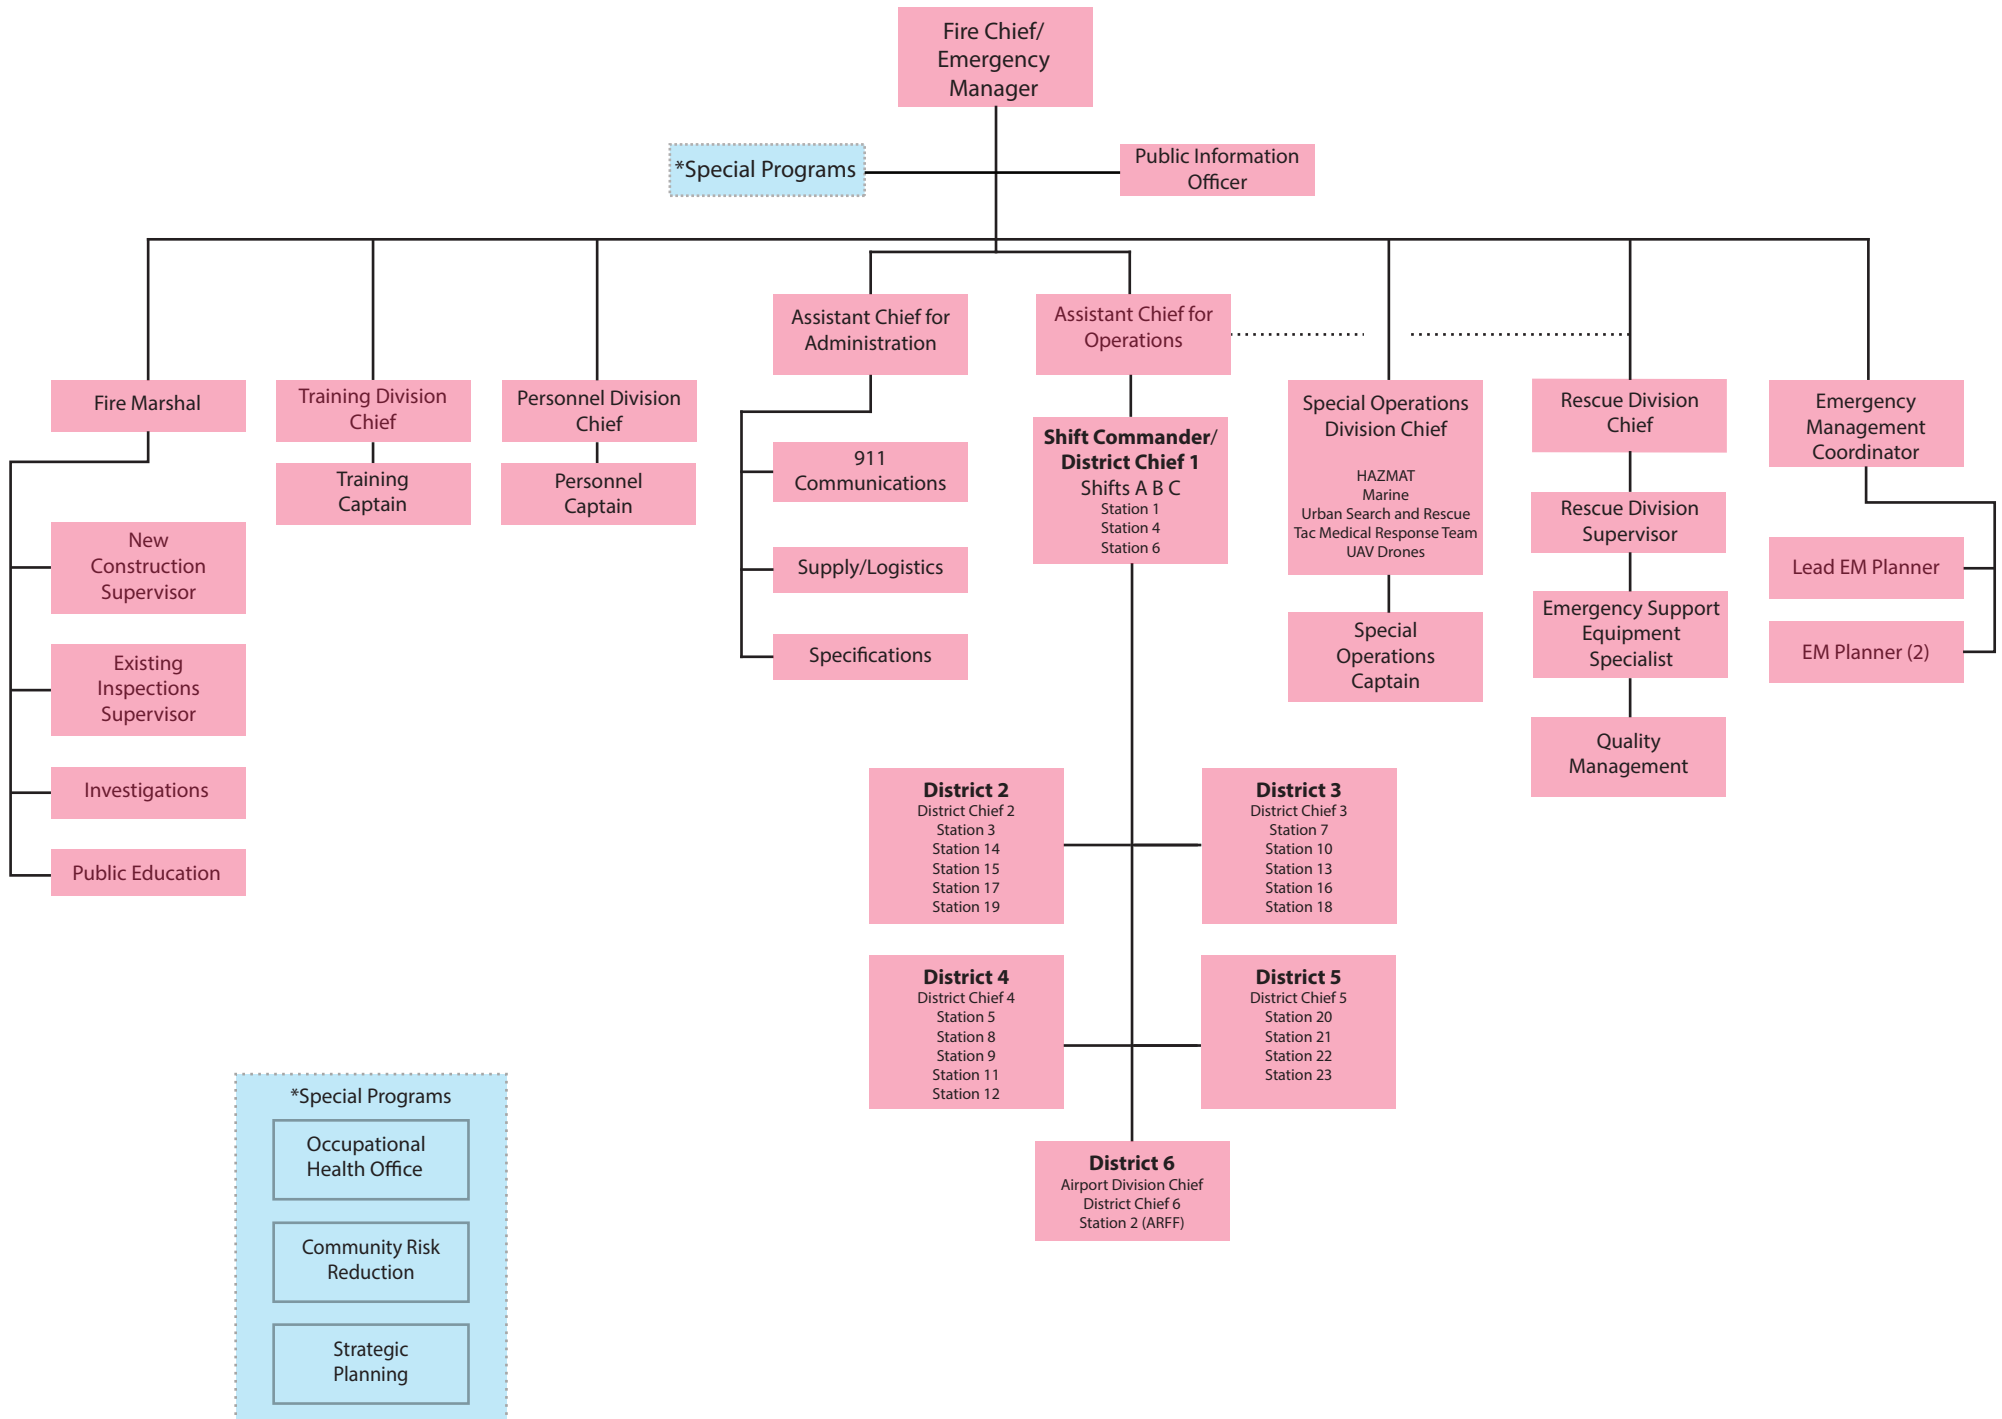 Fire Chief/
Emergency
Manager
*Special Programs
Public Information
Officer
Assistant Chief for
Administration
Assistant Chief for
Operations
Fire Marshal
Training Division
Chief
Personnel Division
Chief
Special Operations
Division Chief
HAZMAT
Marine
Urban Search and Rescue
Tac Medical Response Team
UAV Drones
Rescue Division
Chief
Emergency
Management
Coordinator
Training
Captain
Personnel
Captain
911
Communications
Supply/Logistics
Specifications
Shift Commander/
District Chief 1
Shifts A B C
Station 1
Station 4
Station 6
Special
Operations
Captain
Rescue Division
Supervisor
Emergency Support
Equipment
Specialist
Quality
Management
Lead EM Planner
EM Planner (2)
New
Construction
Supervisor
Existing
Inspections
Supervisor
Investigations
Public Education
District 2
District Chief 2
Station 3
Station 14
Station 15
Station 17
Station 19
District 3
District Chief 3
Station 7
Station 10
Station 13
Station 16
Station 18
District 4
District Chief 4
Station 5
Station 8
Station 9
Station 11
Station 12
District 5
District Chief 5
Station 20
Station 21
Station 22
Station 23
District 6
Airport Division Chief
District Chief 6
Station 2 (ARFF)
*Special Programs
Occupational
Health Office
Community Risk
Reduction
Strategic
Planning